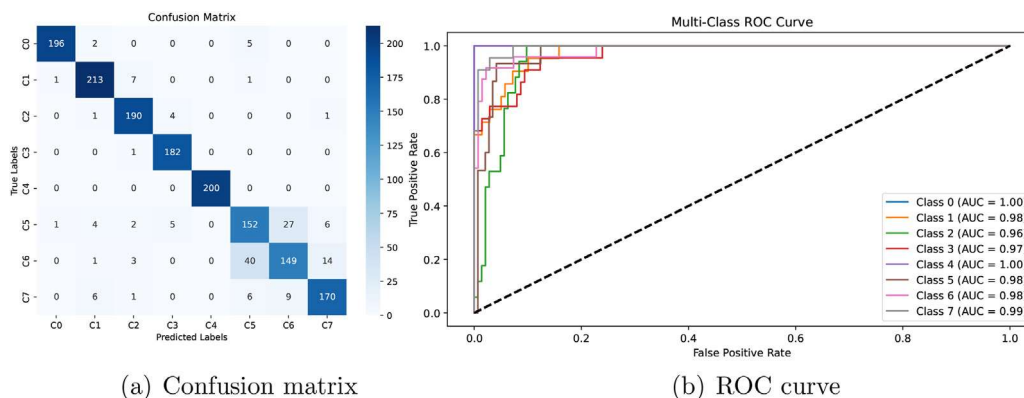 Confusion Matrix
C0 196 2 0 0 0 5 0 0
C1 1 213 7 0 0 1 0 0
C2 0 1 190 4 0 0 0 1
C3 0 0 1 182 0 0 0 0
C4 0 0 0 0 200 0 0 0
C5 1 4 2 5 0 152 27 6
C6 0 1 3 0 0 40 149 14
C7 0 6 1 0 0 6 9 170
C0 C1 C2 C3 C4 C5 C6 C7
True Labels
Predicted Labels
200
175
150
125
100
75
50
25
0
(a) Confusion matrix
Multi-Class ROC Curve
True Positive Rate
1.0
0.8
0.6
0.4
0.2
0.0
0.0 0.2 0.4 0.6 0.8 1.0
False Positive Rate
Class 0 (AUC = 1.00
Class 1 (AUC = 0.98
Class 2 (AUC = 0.96
Class 3 (AUC = 0.97
Class 4 (AUC = 1.00
Class 5 (AUC = 0.98
Class 6 (AUC = 0.98
Class 7 (AUC = 0.99
(b) ROC curve